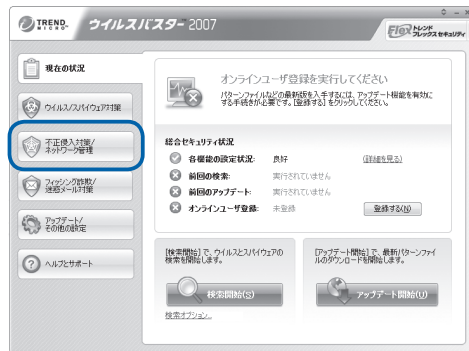 TREND MICRO
ウイルスバスター 2007
Flex トレンド フレックス セキュリティ
現在の状況
ウイルス/スパイウェア対策
不正侵入対策/
ネットワーク管理
フィッシング詐欺/
迷惑メール対策
アップデート/
その他の設定
ヘルプとサポート
オンラインユーザ登録を実行してください
パターンファイルなどの最新版を入手するには、アップデート機能を有効に
する手続きが必要です。[登録する]をクリックしてください。
総合セキュリティ状況
各機能の設定状況: 良好 (詳細を見る)
前回の検索: 実行されていません
前回のアップデート: 実行されていません
オンラインユーザ登録: 未登録 登録する(N)
[検索開始]で、ウイルスとスパイウェアの
検索を開始します。
検索開始(S)
検索オプション...
[アップデート開始]で、最新パターンファイ
ルのダウンロードを開始します。
アップデート開始(U)